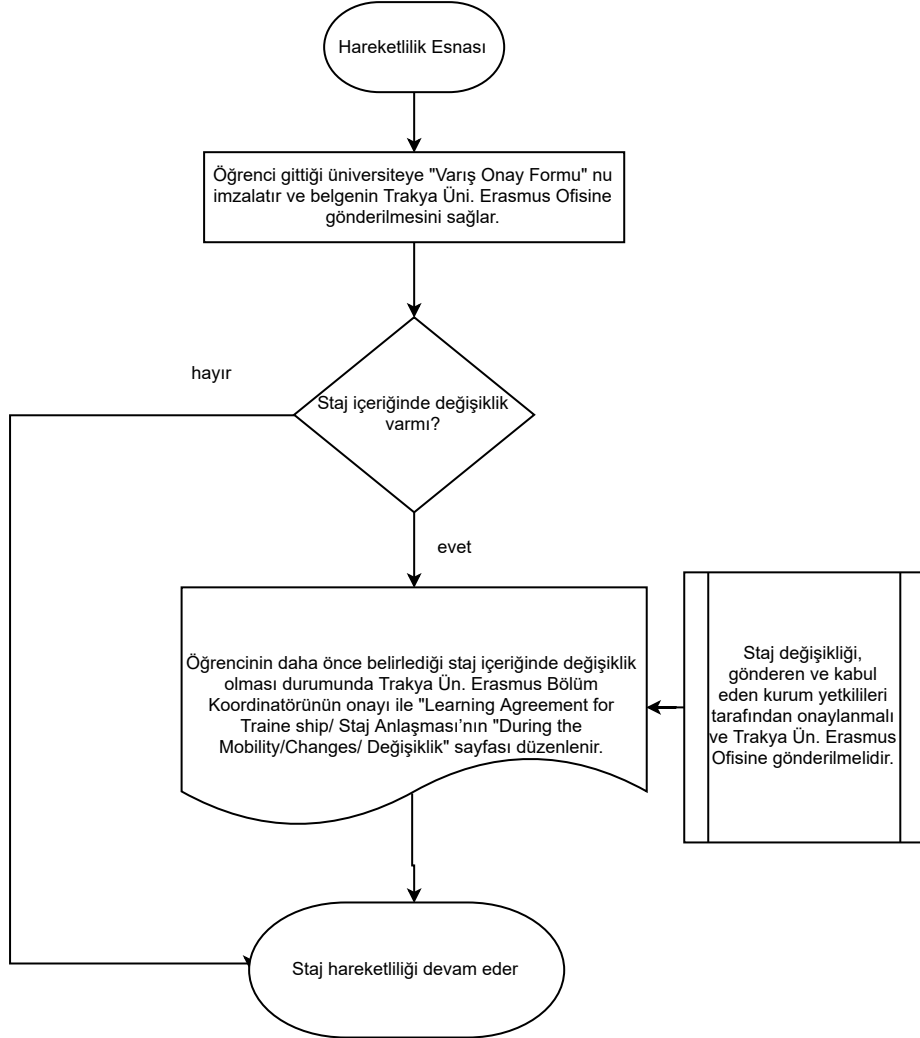 Hareketlilik Esnası
Öğrenci gittiği üniversiteye "Varış Onay Formu" nu
imzalatır ve belgenin Trakya Üni. Erasmus Ofisine
gönderilmesini sağlar.
hayır
Staj içeriğinde değişiklik
varmı?
evet
Öğrencinin daha önce belirlediği staj içeriğinde değişiklik
olması durumunda Trakya Ün. Erasmus Bölüm
Koordinatörünün onayı ile "Learning Agreement for
Traine ship/ Staj Anlaşması’nın "During the
Mobility/Changes/ Değişiklik" sayfası düzenlenir.
Staj değişikliği,
gönderen ve kabul
eden kurum yetkilileri
tarafından onaylanmalı
ve Trakya Ün. Erasmus
Ofisine gönderilmelidir.
Staj hareketliliği devam eder